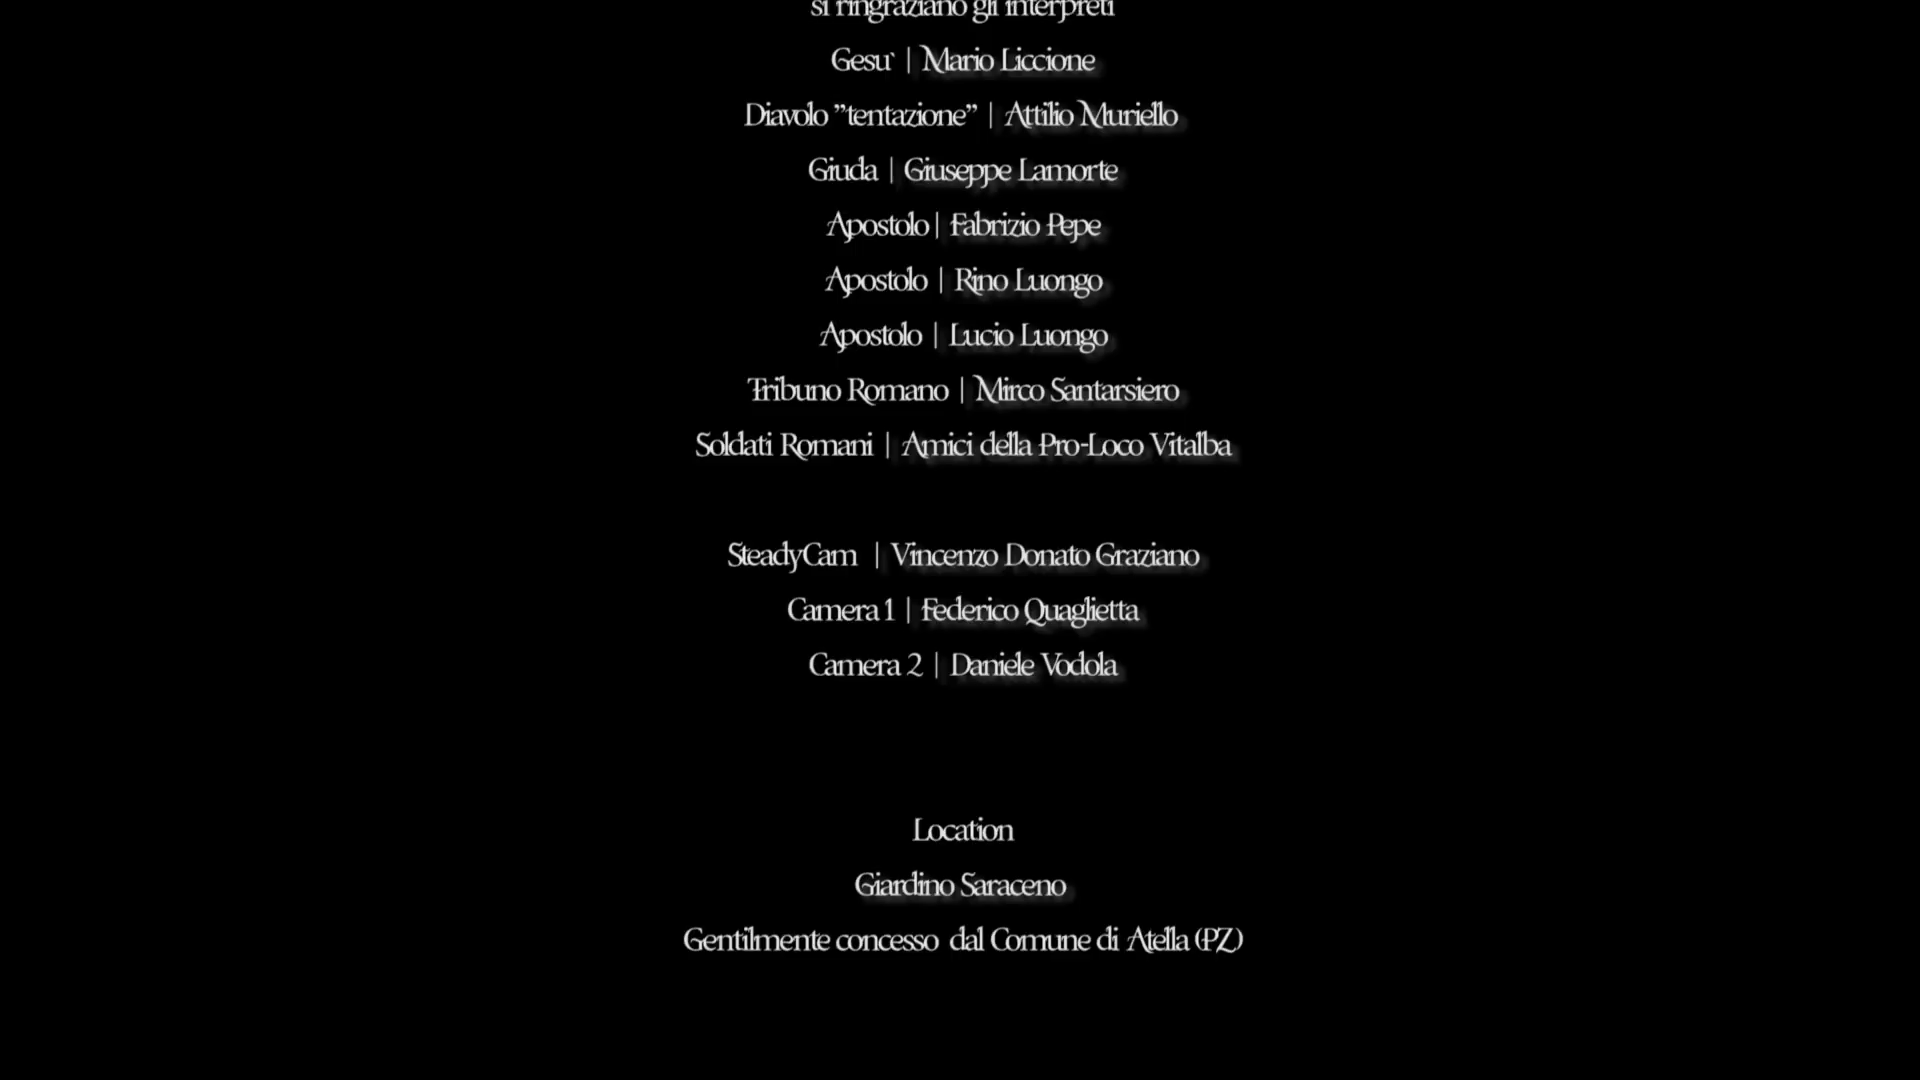 si ringraziano gli interpreti
Gesu` | Mario Liccione
Diavolo "tentazione" | Attilio Muriello
Giuda | Giuseppe Lamorte
Apostolo | Fabrizio Pepe
Apostolo | Rino Luongo
Apostolo | Lucio Luongo
Tribuno Romano | Mirco Santarsiero
Soldati Romani | Amici della Pro-Loco Vitalba
SteadyCam | Vincenzo Donato Graziano
Camera 1 | Federico Quaglietta
Camera 2 | Daniele Vodola
Location
Giardino Saraceno
Gentilmente concesso dal Comune di Atella (PZ)